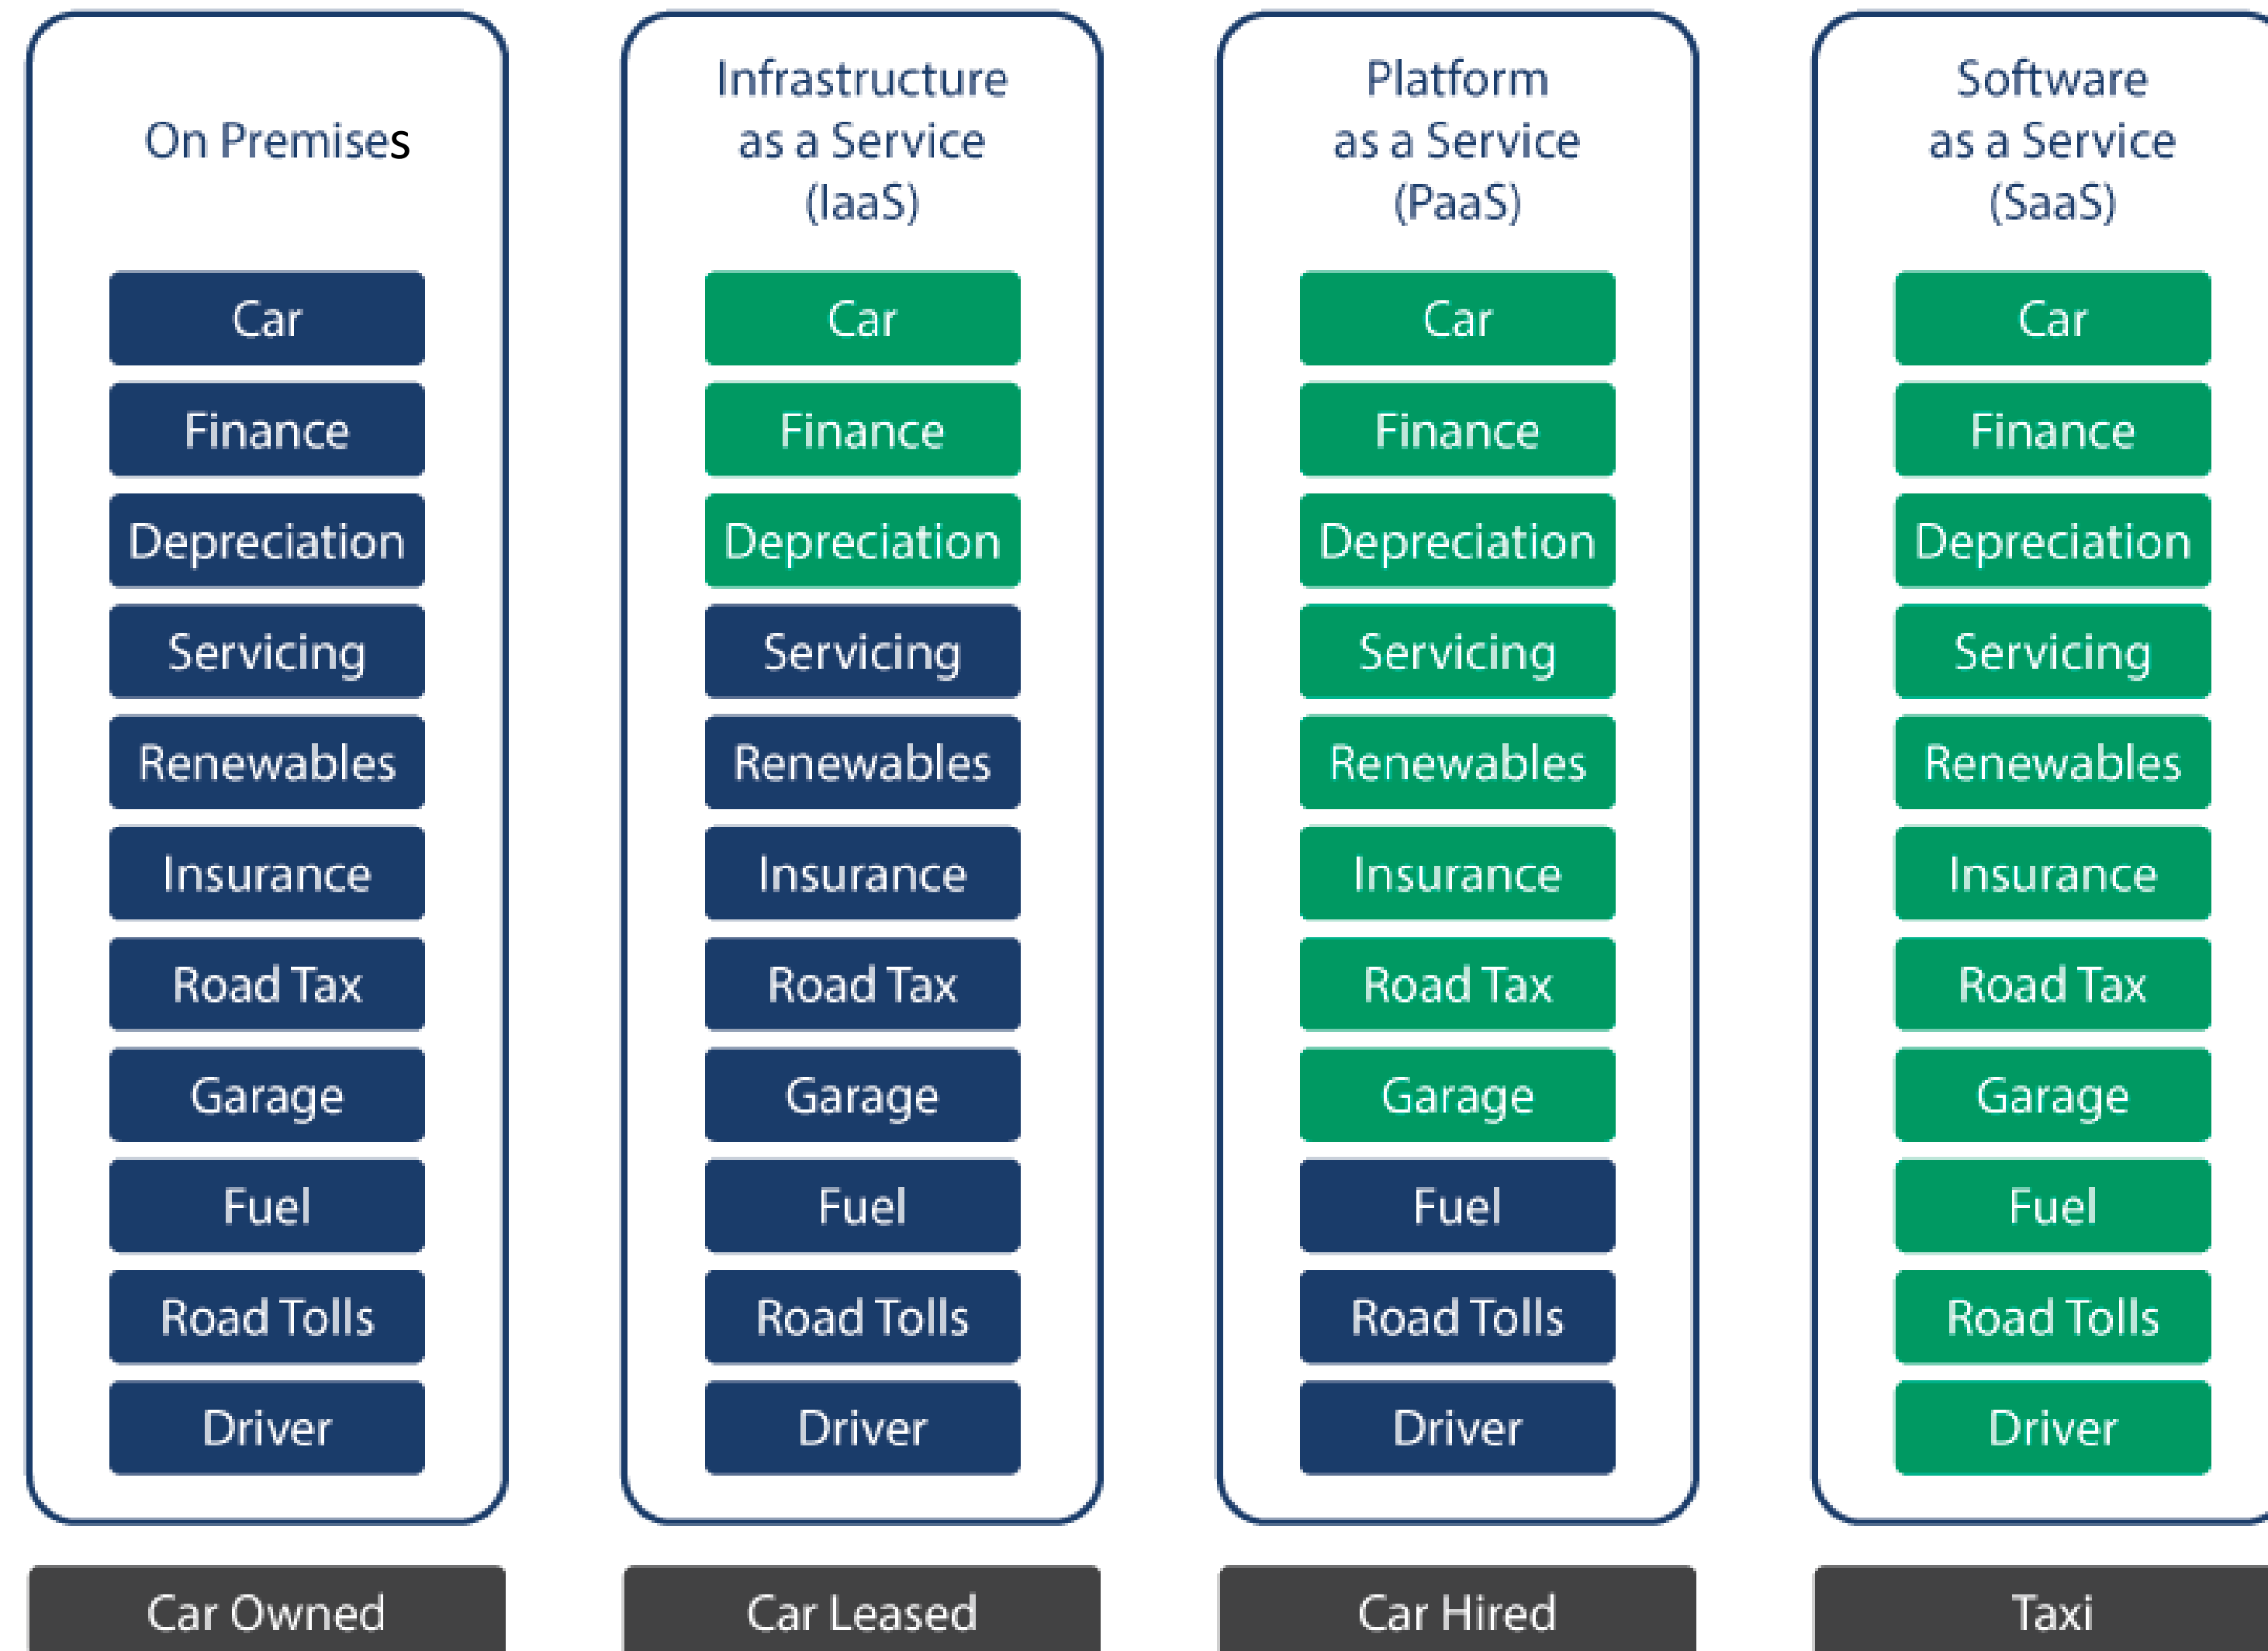 On Premises
Car
Finance
Depreciation
Servicing
Renewables
Insurance
Road Tax
Garage
Fuel
Road Tolls
Driver
Car Owned
Infrastructure
as a Service
(IaaS)
Car
Finance
Depreciation
Servicing
Renewables
Insurance
Road Tax
Garage
Fuel
Road Tolls
Driver
Car Leased
Platform
as a Service
(PaaS)
Car
Finance
Depreciation
Servicing
Renewables
Insurance
Road Tax
Garage
Fuel
Road Tolls
Driver
Car Hired
Software
as a Service
(SaaS)
Car
Finance
Depreciation
Servicing
Renewables
Insurance
Road Tax
Garage
Fuel
Road Tolls
Driver
Taxi